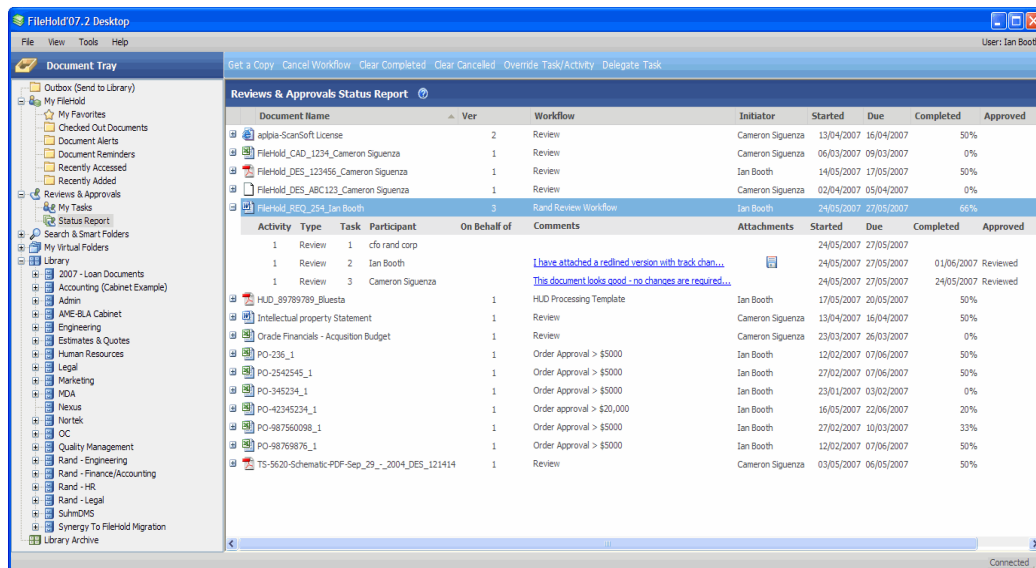 FileHold'07.2 Desktop
File View Tools Help User: Ian Booth
Document Tray
Get a Copy Cancel Workflow Clear Completed Clear Cancelled Override Task/Activity Delegate Task
Outbox (Send to Library)
My FileHold
My Favorites
Checked Out Documents
Document Alerts
Document Reminders
Recently Accessed
Recently Added
Reviews & Approvals
My Tasks
Status Report
Search & Smart Folders
My Virtual Folders
Library
2007 - Loan Documents
Accounting (Cabinet Example)
Admin
AME-BLA Cabinet
Engineering
Estimates & Quotes
Human Resources
Legal
Marketing
MDA
Nexus
Nortek
OC
Quality Management
Rand - Engineering
Rand - Finance/Accounting
Rand - HR
Rand - Legal
SuhmDMS
Synergy To FileHold Migration
Library Archive
Reviews & Approvals Status Report
Document Name Ver Workflow Initiator Started Due Completed Approved
aplpia-ScanSoft License 2 Review Cameron Siguenza 13/04/2007 16/04/2007 50%
FileHold_CAD_1234_Cameron Siguenza 1 Review Cameron Siguenza 06/03/2007 09/03/2007 0%
FileHold_DES_123456_Cameron Siguenza 1 Review Ian Booth 14/05/2007 17/05/2007 50%
FileHold_DES_ABC123_Cameron Siguenza 1 Review Cameron Siguenza 02/04/2007 05/04/2007 0%
FileHold_REQ_254_Ian Booth 3 Rand Review Workflow Ian Booth 24/05/2007 27/05/2007 66%
Activity Type Task Participant On Behalf of Comments Attachments Started Due Completed Approved
1 Review 1 cfo rand corp 24/05/2007 27/05/2007
1 Review 2 Ian Booth I have attached a redlined version with track chan... 24/05/2007 27/05/2007 01/06/2007 Reviewed
1 Review 3 Cameron Siguenza This document looks good - no changes are required... 24/05/2007 27/05/2007 24/05/2007 Reviewed
HUD_89789789_Bluesta 1 HUD Processing Template Ian Booth 17/05/2007 20/05/2007 50%
Intellectual property Statement 1 Review Cameron Siguenza 13/04/2007 16/04/2007 50%
Oracle Financials - Acqusition Budget 1 Review Cameron Siguenza 23/03/2007 26/03/2007 0%
PO-236_1 1 Order Approval > $5000 Ian Booth 12/02/2007 07/06/2007 50%
PO-2542545_1 1 Order Approval > $5000 Ian Booth 27/02/2007 07/06/2007 50%
PO-345234_1 1 Order Approval > $5000 Ian Booth 23/01/2007 03/02/2007 0%
PO-42345234_1 1 Order approval > $20,000 Ian Booth 16/05/2007 22/06/2007 20%
PO-987560098_1 1 Order Approval > $5000 Ian Booth 27/02/2007 10/03/2007 33%
PO-98769876_1 1 Order Approval > $5000 Ian Booth 12/02/2007 07/06/2007 50%
TS-5620-Schematic-PDF-Sep_29_-_2004_DES_121414 1 Review Cameron Siguenza 03/05/2007 06/05/2007 50%
Connected